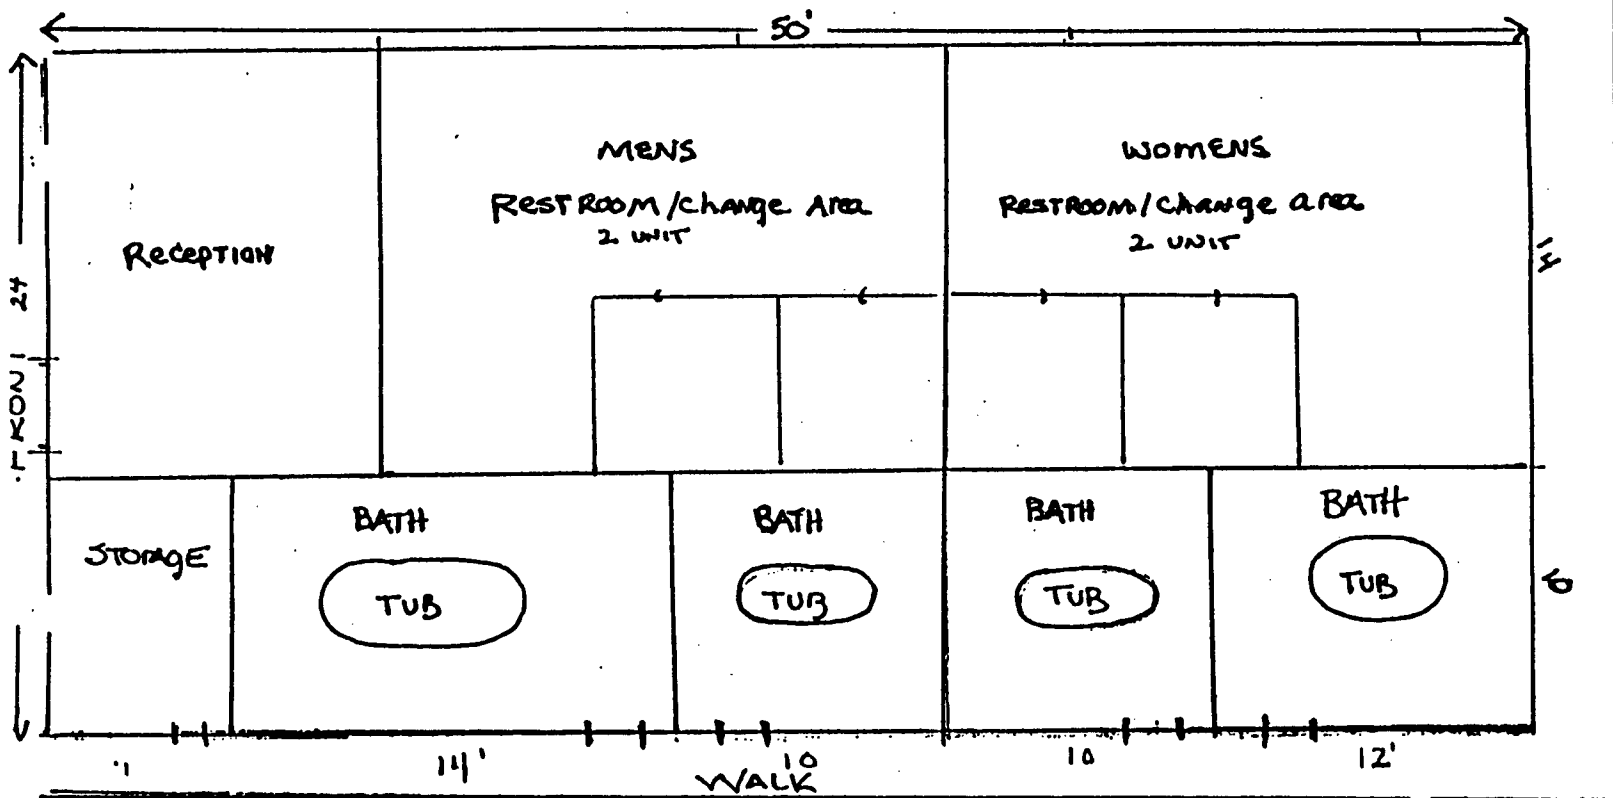 50'
MENS
WOMENS
RESTROOM/Change Area
RESTROOM/Change area
2 UNIT
2 UNIT
Reception
24
14
BATH
BATH
BATH
BATH
STORAGE
TUB
TUB
TUB
TUB
14'
10
10
12'
WALK